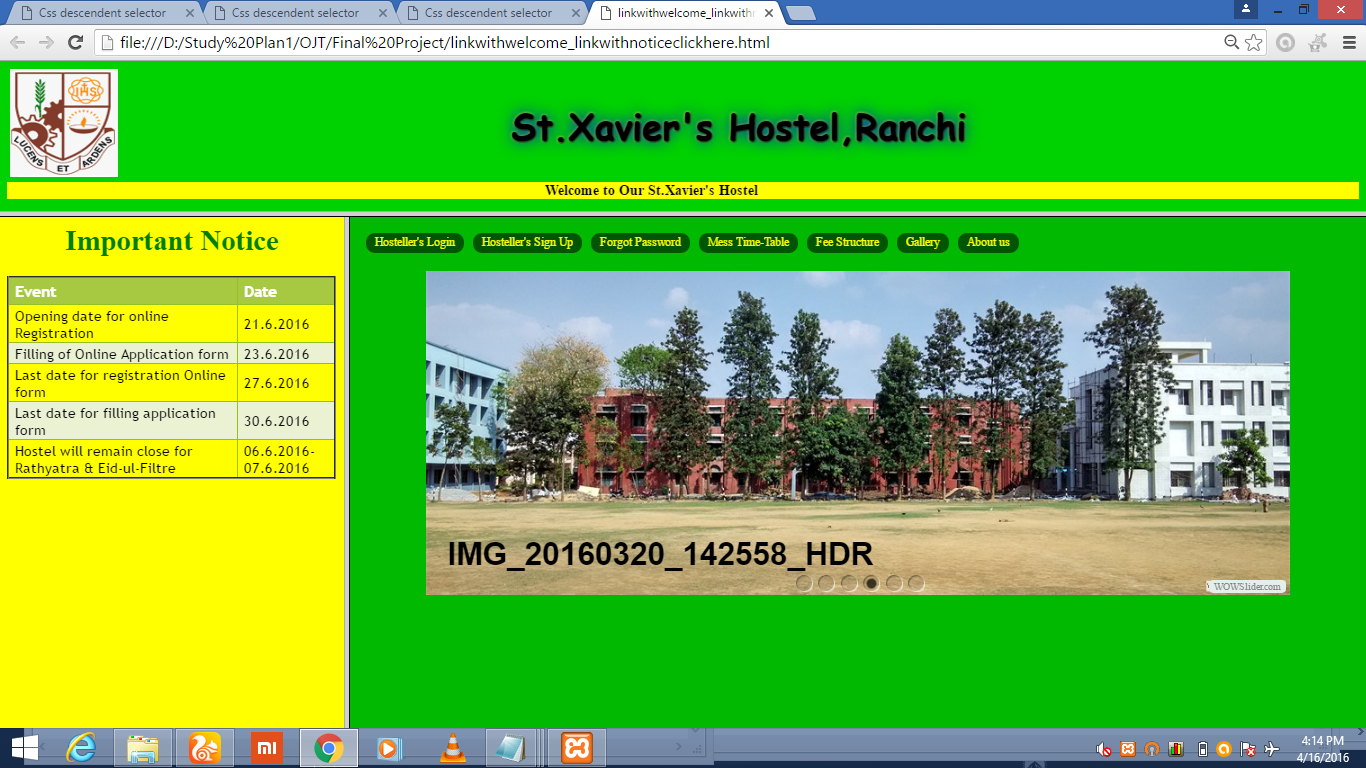 Css descendent selector
Css descendent selector
Css descendent selector
linkwithwelcome_linkwith
file:///D:/Study%20Plan1/OJT/Final%20Project/linkwithwelcome_linkwithnoticeclickhere.html
IHS
LUCENS ET ARDENS
St.Xavier's Hostel,Ranchi
Welcome to Our St.Xavier's Hostel
Important Notice
Event Date
Opening date for online
Registration
21.6.2016
Filling of Online Application form 23.6.2016
Last date for registration Online
form
27.6.2016
Last date for filling application
form
30.6.2016
Hostel will remain close for
Rathyatra & Eid-ul-Filtre
06.6.2016-
07.6.2016
Hosteller's Login Hosteller's Sign Up Forgot Password Mess Time-Table Fee Structure Gallery About us
IMG_20160320_142558_HDR
WOWSlider.com
mi
4:14 PM
4/16/2016